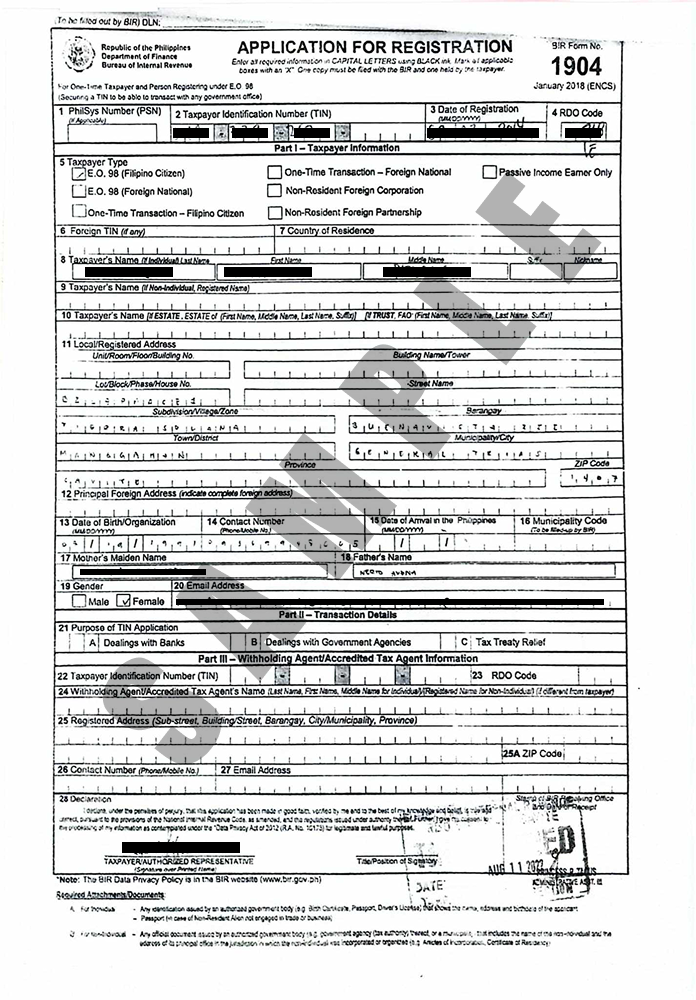 (To be filled out by BIR) DLN:
Republic of the Philippines
Department of Finance
Bureau of Internal Revenue
APPLICATION FOR REGISTRATION
Enter all required information in CAPITAL LETTERS using BLACK ink. Mark all applicable
boxes with an "X". One copy must be filed with the BIR and one held by the taxpayer.
BIR Form No.
1904
January 2018 (ENCS)
For One-Time Taxpayer and Person Registering under E.O. 98
(Securing a TIN to be able to transact with any government office)
1 PhilSys Number (PSN)
(If Applicable)
2 Taxpayer Identification Number (TIN)
3 Date of Registration
(MM/DD/YYYY)
4 RDO Code
Part I – Taxpayer Information
5 Taxpayer Type
E.O. 98 (Filipino Citizen)
One-Time Transaction – Foreign National
Passive Income Earner Only
E.O. 98 (Foreign National)
Non-Resident Foreign Corporation
One-Time Transaction – Filipino Citizen
Non-Resident Foreign Partnership
6 Foreign TIN (if any)
7 Country of Residence
8 Taxpayer's Name (If Individual) Last Name
First Name
Middle Name
Suffix
Nickname
9 Taxpayer's Name (If Non-Individual, Registered Name)
10 Taxpayer's Name [If ESTATE, ESTATE of (First Name, Middle Name, Last Name, Suffix)] [If TRUST, FAO (First Name, Middle Name, Last Name, Suffix)]
11 Local/Registered Address
Unit/Room/Floor/Building No.
Building Name/Tower
Lot/Block/Phase/House No.
Street Name
Subdivision/Village/Zone
Barangay
Town/District
Municipality/City
MANGGAHAN
GENERAL TRIAS
Province
ZIP Code
CAVITE
12 Principal Foreign Address (indicate complete foreign address)
13 Date of Birth/Organization
(MM/DD/YYYY)
14 Contact Number
(Phone/Mobile No.)
15 Date of Arrival in the Philippines
(MM/DD/YYYY)
16 Municipality Code
(To be filled-up by BIR)
17 Mother's Maiden Name
18 Father's Name
19 Gender
Male
Female
20 Email Address
Part II – Transaction Details
21 Purpose of TIN Application
A Dealings with Banks
B Dealings with Government Agencies
C Tax Treaty Relief
Part III – Withholding Agent/Accredited Tax Agent Information
22 Taxpayer Identification Number (TIN)
23 RDO Code
24 Withholding Agent/Accredited Tax Agent's Name (Last Name, First Name, Middle Name for Individual)/(Registered Name for Non-Individual) (if different from taxpayer)
25 Registered Address (Sub-street, Building/Street, Barangay, City/Municipality, Province)
25A ZIP Code
26 Contact Number (Phone/Mobile No.)
27 Email Address
28 Declaration
I declare, under the penalties of perjury, that this application has been made in good faith, verified by me and to the best of my knowledge and belief, is true and
correct, pursuant to the provisions of the National Internal Revenue Code, as amended, and the regulations issued under authority thereof. Further, I give my consent to
the processing of my information as contemplated under the *Data Privacy Act of 2012 (R.A. No. 10173) for legitimate and lawful purposes.
Stamp of BIR Receiving Office
and Date of Receipt
AUG 11 2022
TAXPAYER/AUTHORIZED REPRESENTATIVE
(Signature over Printed Name)
Title/Position of Signatory
DATE
*Note: The BIR Data Privacy Policy is in the BIR website (www.bir.gov.ph)
Required Attachments/Documents:
A. For Individual
– Any identification issued by an authorized government body (e.g. Birth Certificate, Passport, Driver's License) that shows the name, address and birthdate of the applicant
– Passport (in case of Non-Resident Alien not engaged in trade or business)
– Any official document issued by an authorized government body (e.g. government agency (tax authority) thereof, or a municipality) that includes the name of the non-individual and the
address of its principal office in the jurisdiction in which the non-individual was incorporated or organized (e.g. Articles of Incorporation, Certificate of Residency)
SAMPLE